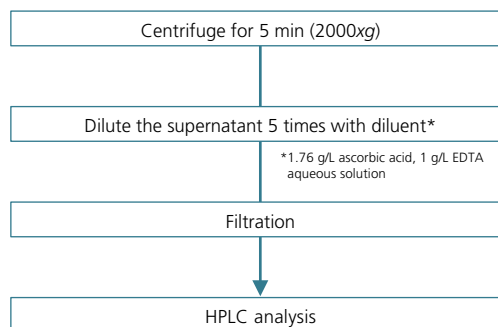 Centrifuge for 5 min (2000xg)
Dilute the supernatant 5 times with diluent*
*1.76 g/L ascorbic acid, 1 g/L EDTA
aqueous solution
Filtration
HPLC analysis